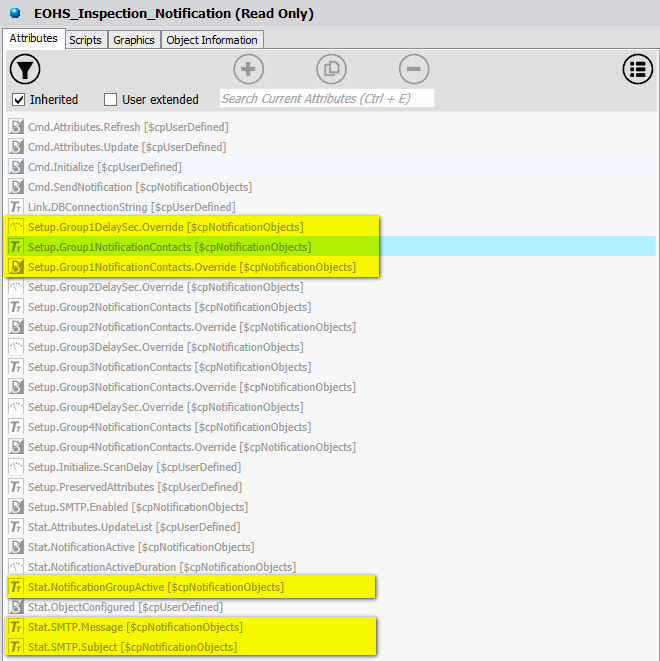 EOHS_Inspection_Notification (Read Only)
Attributes Scripts Graphics Object Information
Inherited User extended Search Current Attributes (Ctrl + E)
Cmd.Attributes.Refresh [$cpUserDefined]
Cmd.Attributes.Update [$cpUserDefined]
Cmd.Initialize [$cpUserDefined]
Cmd.SendNotification [$cpNotificationObjects]
Link.DBConnectionString [$cpUserDefined]
Setup.Group1DelaySec.Override [$cpNotificationObjects]
Setup.Group1NotificationContacts [$cpNotificationObjects]
Setup.Group1NotificationContacts.Override [$cpNotificationObjects]
Setup.Group2DelaySec.Override [$cpNotificationObjects]
Setup.Group2NotificationContacts [$cpNotificationObjects]
Setup.Group2NotificationContacts.Override [$cpNotificationObjects]
Setup.Group3DelaySec.Override [$cpNotificationObjects]
Setup.Group3NotificationContacts [$cpNotificationObjects]
Setup.Group3NotificationContacts.Override [$cpNotificationObjects]
Setup.Group4DelaySec.Override [$cpNotificationObjects]
Setup.Group4NotificationContacts [$cpNotificationObjects]
Setup.Group4NotificationContacts.Override [$cpNotificationObjects]
Setup.Initialize.ScanDelay [$cpUserDefined]
Setup.PreservedAttributes [$cpUserDefined]
Setup.SMTP.Enabled [$cpNotificationObjects]
Stat.Attributes.UpdateList [$cpUserDefined]
Stat.NotificationActive [$cpNotificationObjects]
Stat.NotificationActiveDuration [$cpNotificationObjects]
Stat.NotificationGroupActive [$cpNotificationObjects]
Stat.ObjectConfigured [$cpUserDefined]
Stat.SMTP.Message [$cpNotificationObjects]
Stat.SMTP.Subject [$cpNotificationObjects]